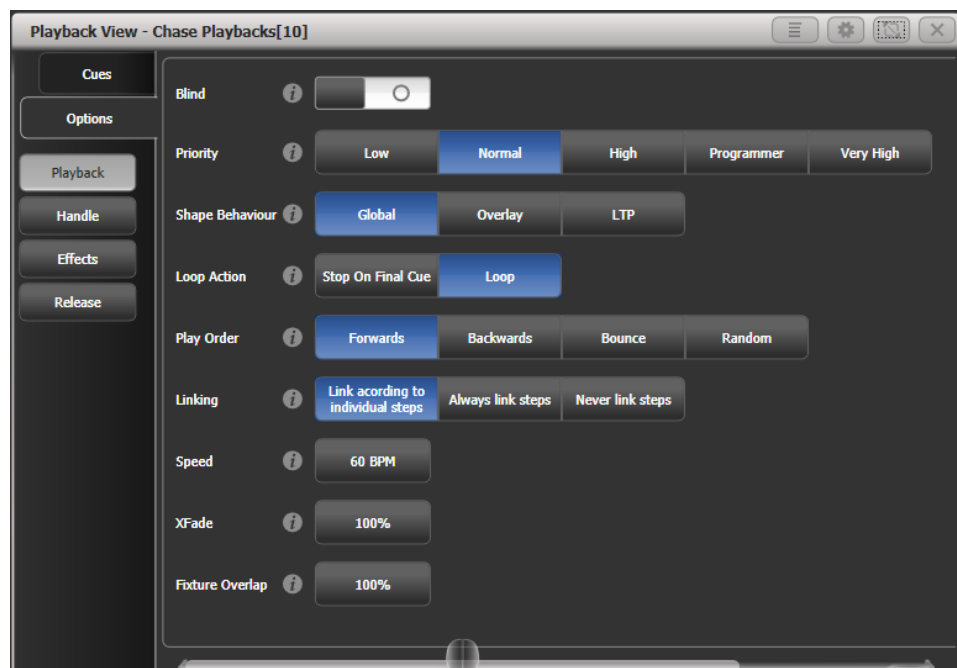 Playback View - Chase Playbacks[10]
Cues
Options
Playback
Handle
Effects
Release
Blind
Priority
Low Normal High Programmer Very High
Shape Behaviour
Global Overlay LTP
Loop Action
Stop On Final Cue Loop
Play Order
Forwards Backwards Bounce Random
Linking
Link acording to
individual steps
Always link steps Never link steps
Speed
60 BPM
XFade
100%
Fixture Overlap
100%